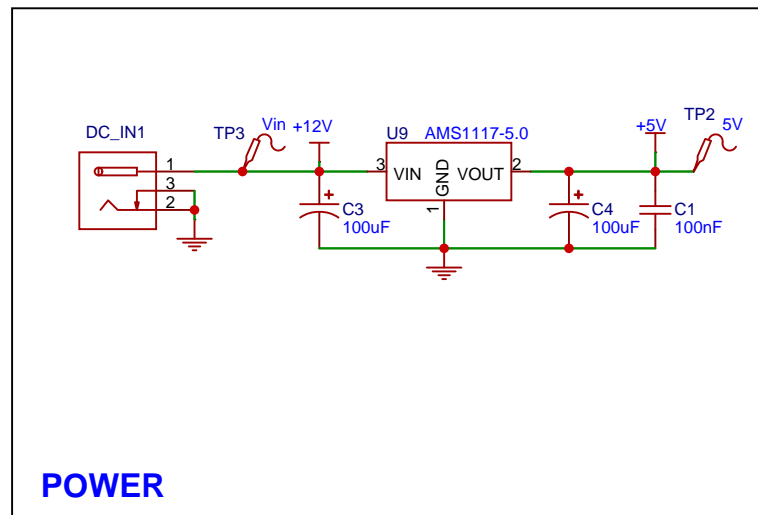 DC_IN1
1
3
2
TP3
Vin
+12V
U9 AMS1117-5.0
3
VIN
GND
VOUT
2
1
+
C3
100uF
+
C4
100uF
C1
100nF
+5V
TP2
5V
POWER